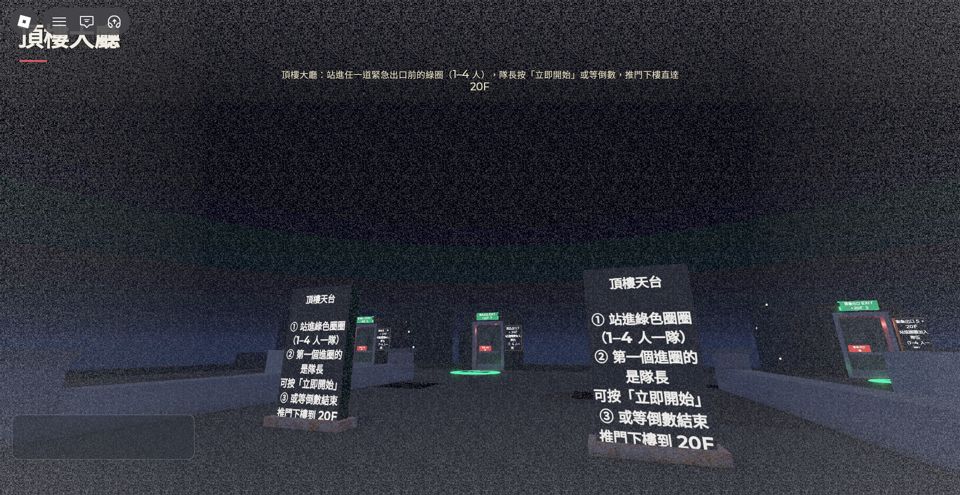 頂樓大廳
頂樓大廳：站進任一道緊急出口前的綠圈（1–4 人），隊長按「立即開始」或等倒數，推門下樓直達
20F
頂樓天台
① 站進綠色圈圈
（1–4 人一隊）
② 第一個進圈的
是隊長
可按「立即開始」
③ 或等倒數結束
推門下樓到 20F
頂樓天台
① 站進綠色圈圈
（1–4 人一隊）
② 第一個進圈的
是隊長
可按「立即開始」
③ 或等倒數結束
推門下樓到 20F